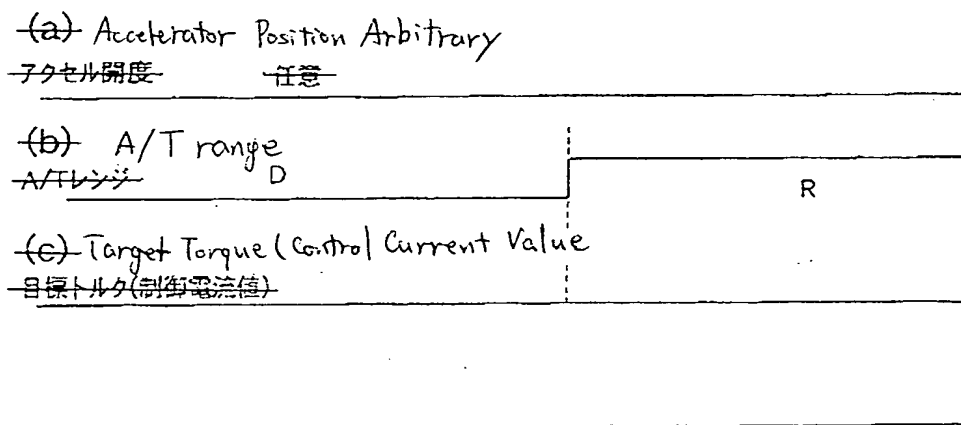 (a) Accelerator Position Arbitrary
アクセル開度 任意
(b) A/T range
A/Tレンジ D
R
(c) Target Torque (Control Current Value
目標トルク(制御電流値)